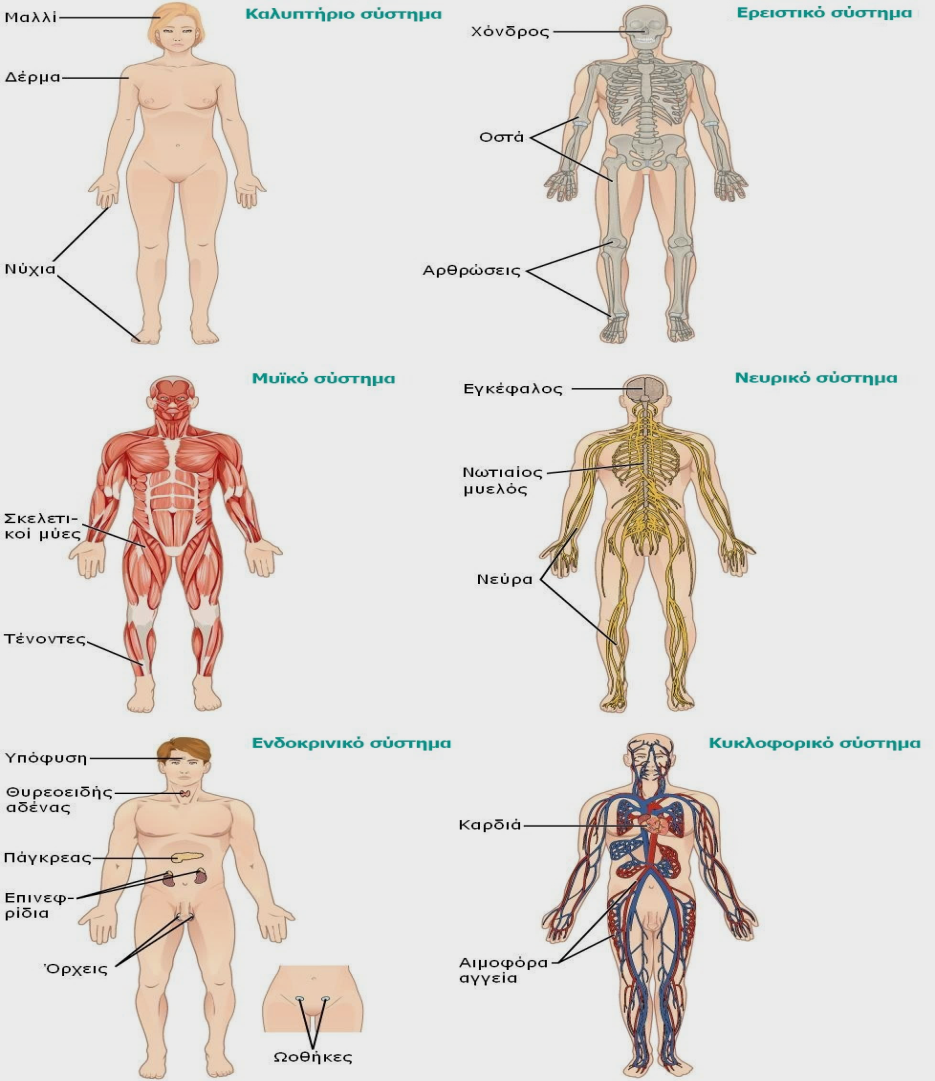 Καλυπτήριο σύστημα
Μαλλί
Δέρμα
Νύχια
Ερειστικό σύστημα
Χόνδρος
Οστά
Αρθρώσεις
Μυϊκό σύστημα
Σκελετι-
κοί μύες
Τένοντες
Νευρικό σύστημα
Εγκέφαλος
Νωτιαίος
μυελός
Νεύρα
Ενδοκρινικό σύστημα
Υπόφυση
Θυρεοειδής
αδένας
Πάγκρεας
Επινεφ-
ρίδια
Όρχεις
Ωοθήκες
Κυκλοφορικό σύστημα
Καρδιά
Αιμοφόρα
αγγεία